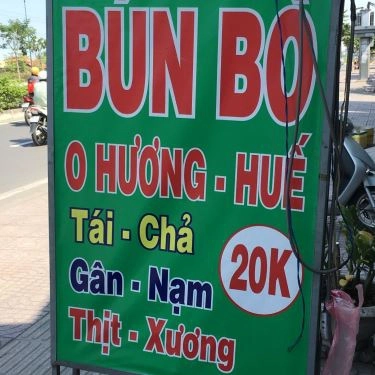 BÚN BÒ
O HƯƠNG - HUẾ
Tái - Chả
Gân - Nạm
20K
Thịt - Xương